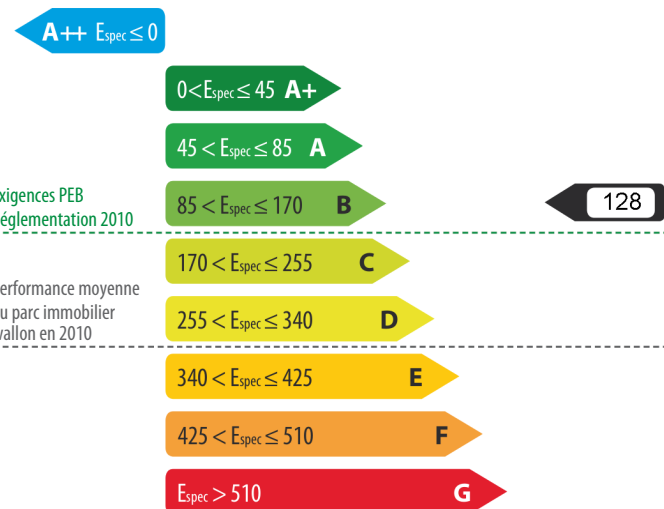 A++ Espec ≤ 0
0<Espec ≤ 45 A+
45 < Espec ≤ 85 A
xigences PEB
églementation 2010
85 < Espec ≤ 170 B
128
170 < Espec ≤ 255 C
erformance moyenne
u parc immobilier
vallon en 2010
255 < Espec ≤ 340 D
340 < Espec ≤ 425 E
425 < Espec ≤ 510 F
Espec > 510 G